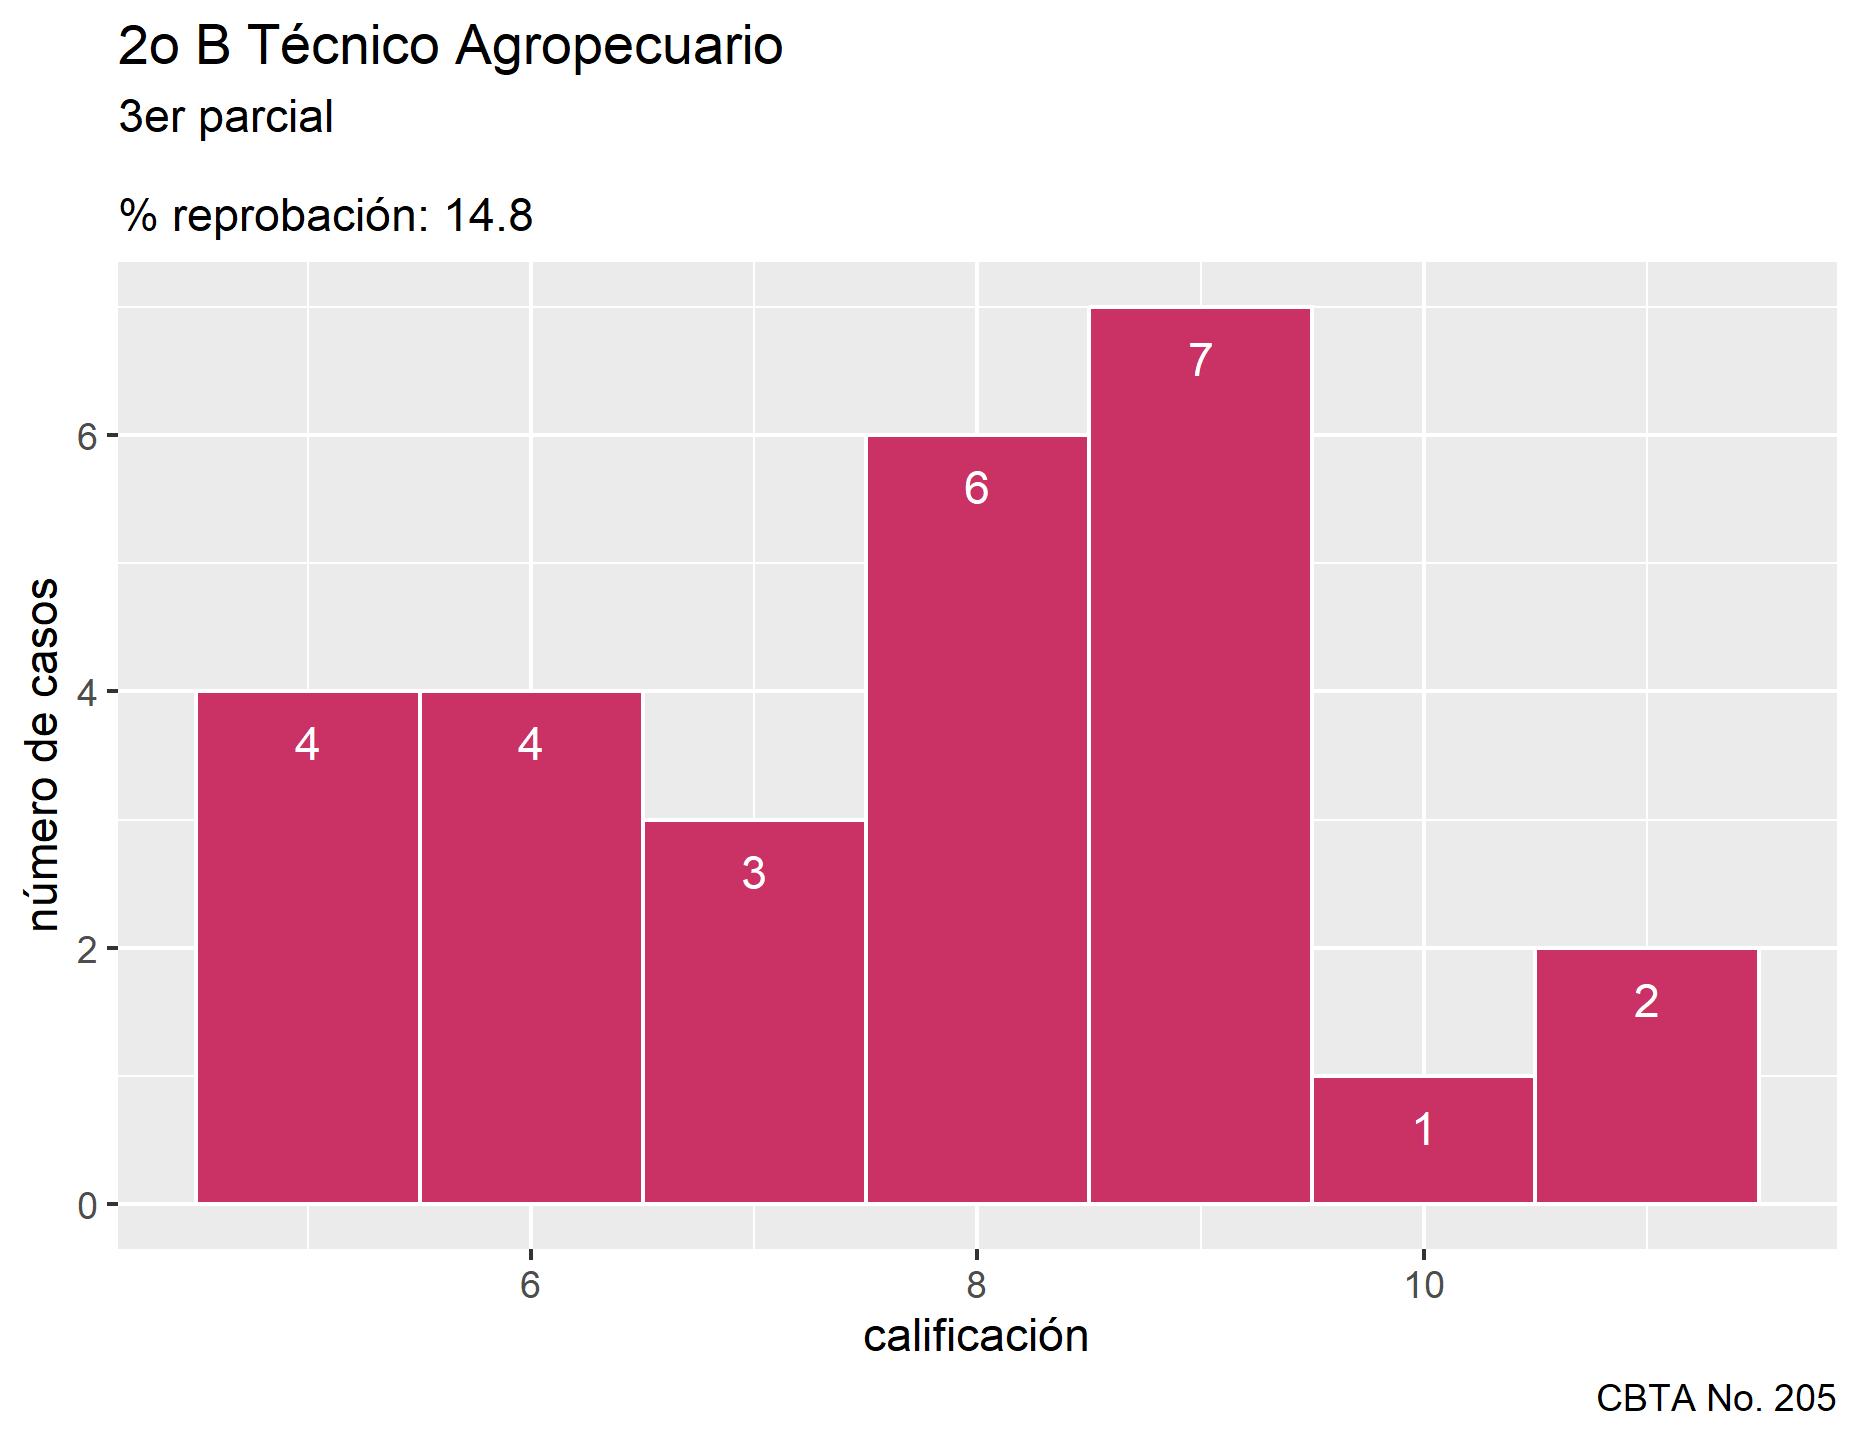 2o B Técnico Agropecuario
3er parcial
% reprobación: 14.8
número de casos
6
4
2
0
4
4
3
6
7
1
2
6
8
10
calificación
CBTA No. 205